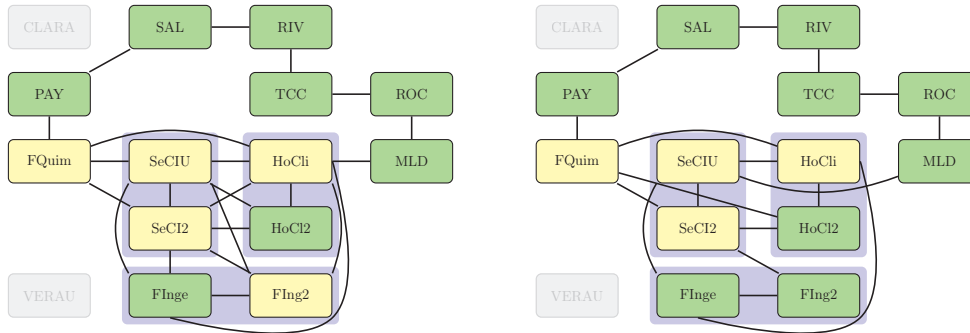 CLARA SAL RIV
PAY TCC ROC
FQuim SeCIU HoCli MLD
SeCI2 HoCl2
VERAU FInge FIng2
CLARA SAL RIV
PAY TCC ROC
FQuim SeCIU HoCli MLD
SeCI2 HoCl2
VERAU FInge FIng2